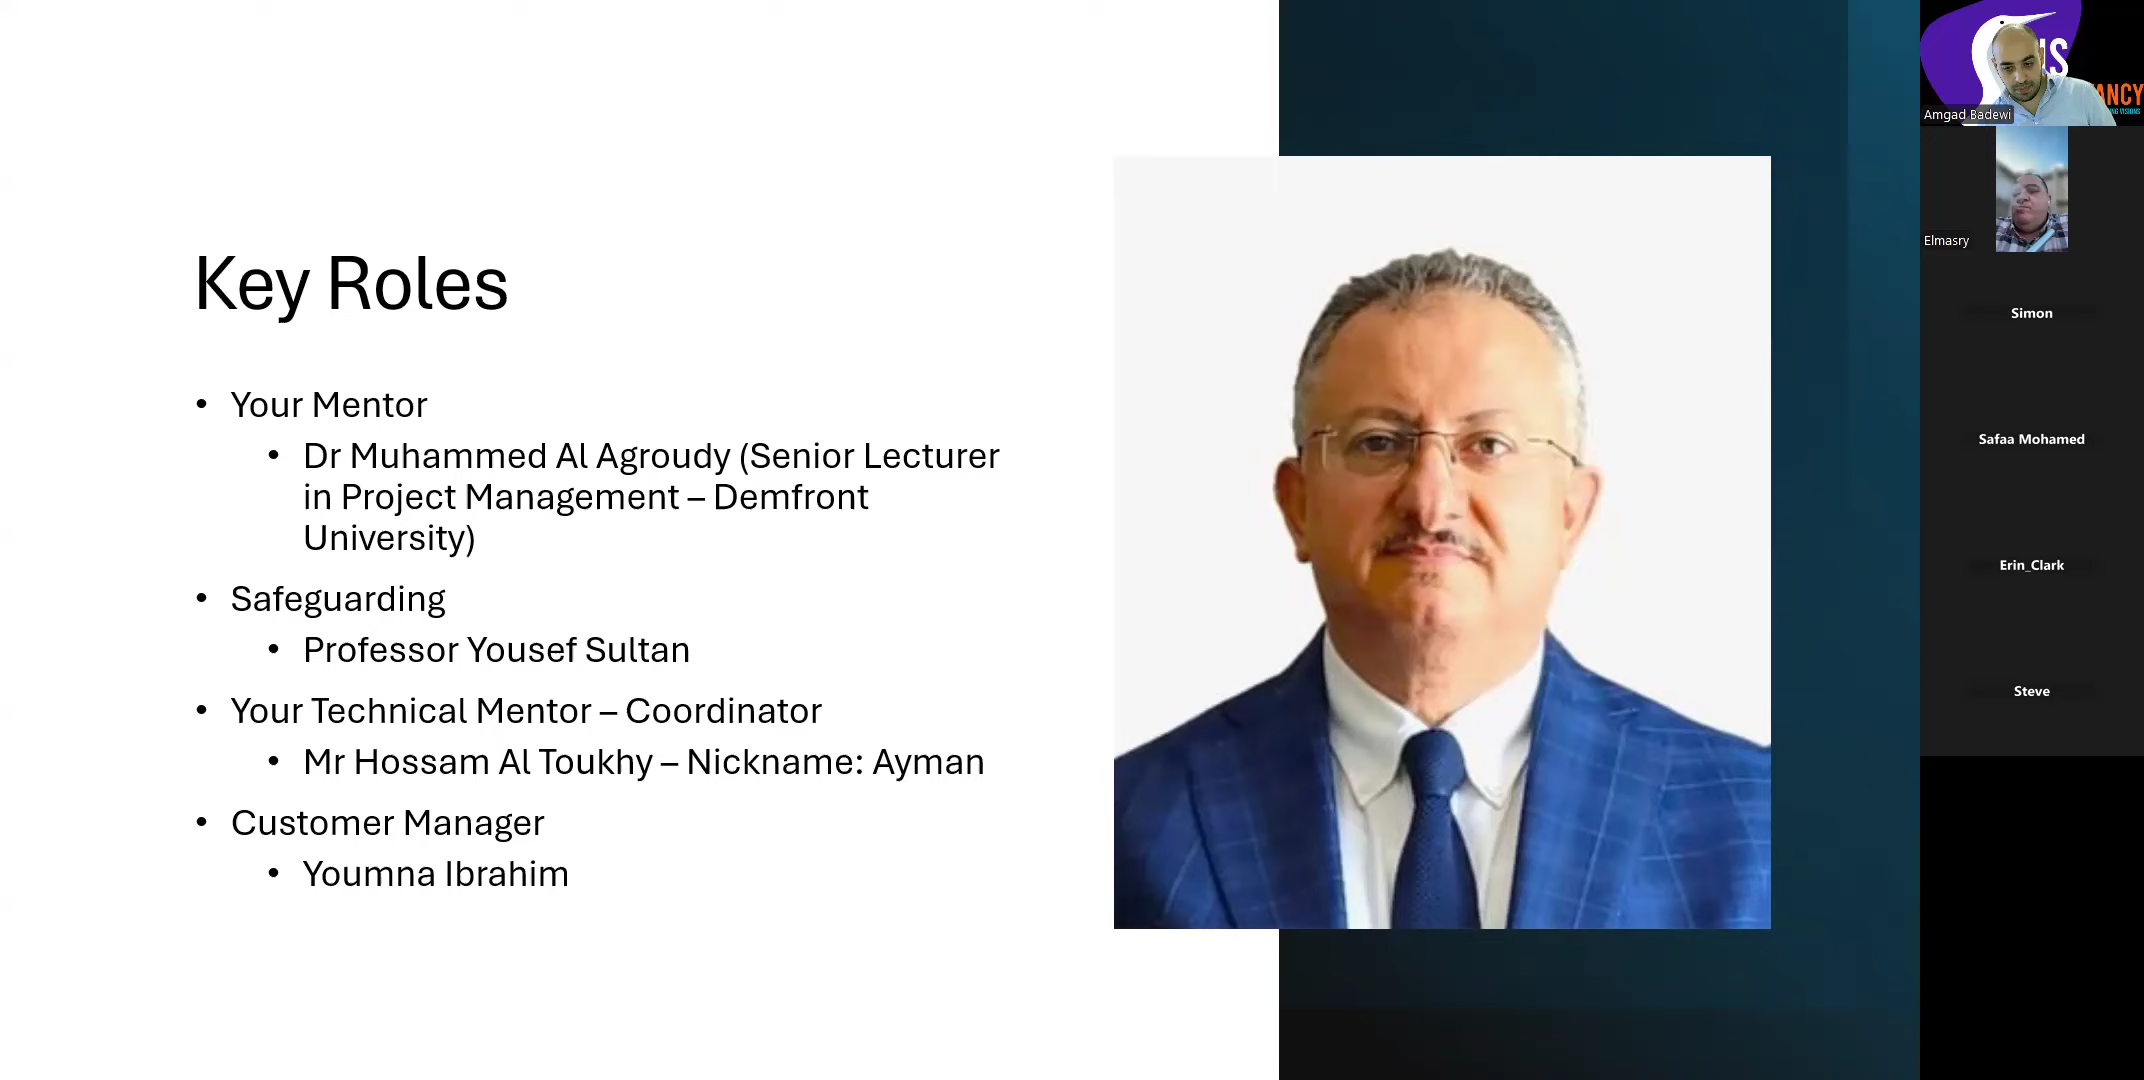 Key Roles
• Your Mentor
• Dr Muhammed Al Agroudy (Senior Lecturer
in Project Management – Demfront
University)
• Safeguarding
• Professor Yousef Sultan
• Your Technical Mentor – Coordinator
• Mr Hossam Al Toukhy – Nickname: Ayman
• Customer Manager
• Youmna Ibrahim
Amgad Badewi
Elmasry
Simon
Safaa Mohamed
Erin_Clark
Steve